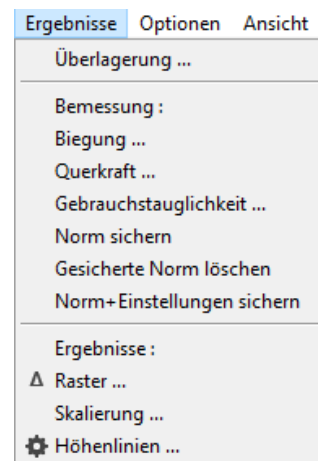 Ergebnisse Optionen Ansicht
Überlagerung ...
Bemessung :
Biegung ...
Querkraft ...
Gebrauchstauglichkeit ...
Norm sichern
Gesicherte Norm löschen
Norm+Einstellungen sichern
Ergebnisse :
Δ Raster ...
Skalierung ...
Höhenlinien ...